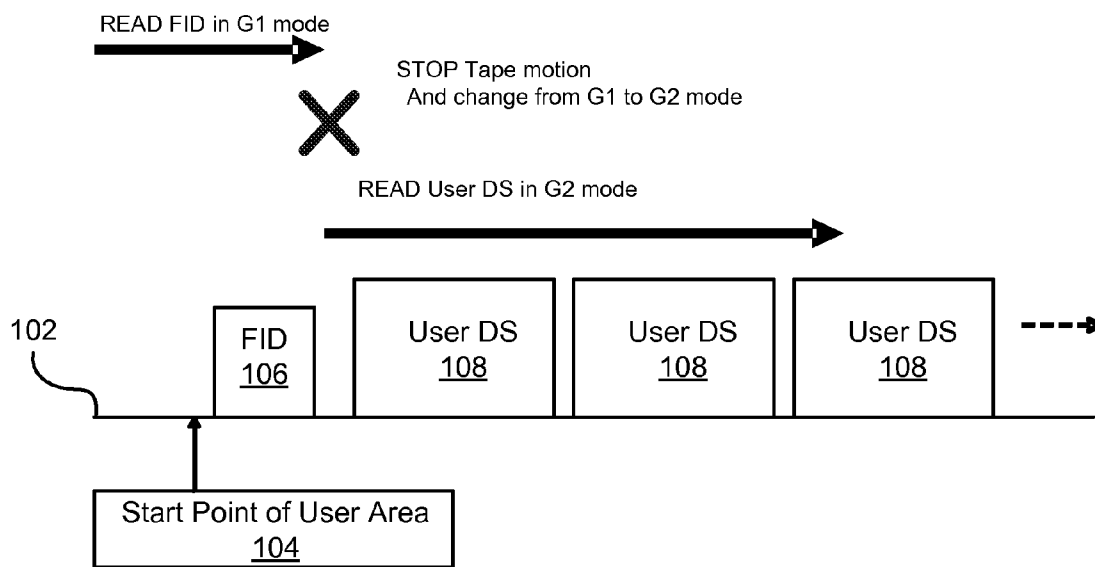 READ FID in G1 mode
STOP Tape motion
And change from G1 to G2 mode
READ User DS in G2 mode
102
FID
106
User DS
108
User DS
108
User DS
108
Start Point of User Area
104